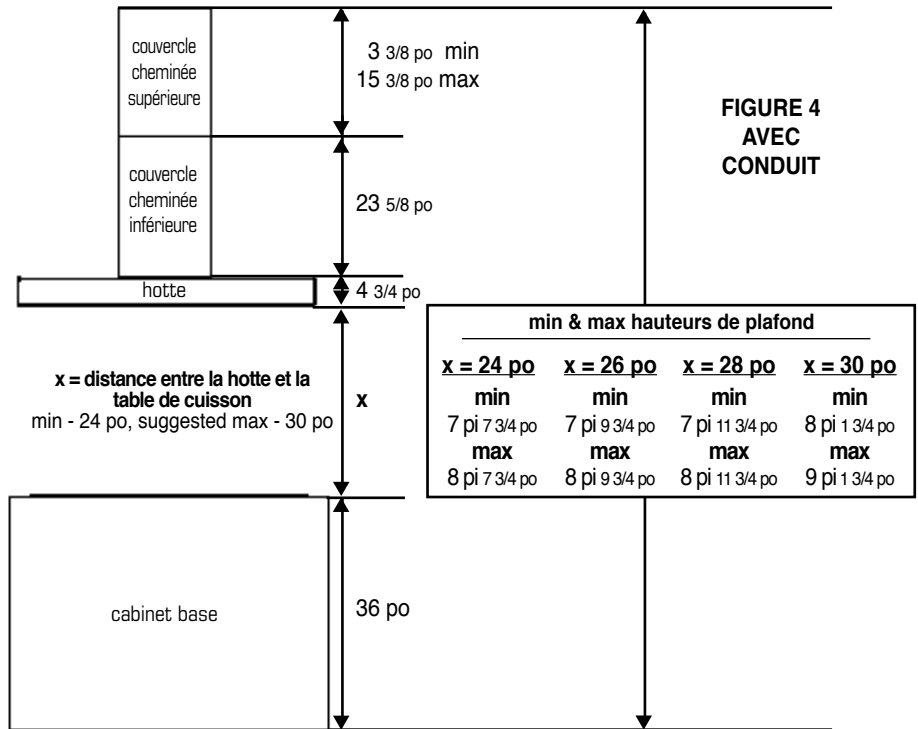 couvercle
cheminée
supérieure
3 3/8 po min
15 3/8 po max
FIGURE 4
AVEC
CONDUIT
couvercle
cheminée
inférieure
23 5/8 po
hotte
4 3/4 po
x = distance entre la hotte et la
table de cuisson
min - 24 po, suggested max - 30 po
x
min & max hauteurs de plafond
x = 24 po x = 26 po x = 28 po x = 30 po
min min min min
7 pi 7 3/4 po 7 pi 9 3/4 po 7 pi 11 3/4 po 8 pi 1 3/4 po
max max max max
8 pi 7 3/4 po 8 pi 9 3/4 po 8 pi 11 3/4 po 9 pi 1 3/4 po
cabinet base
36 po